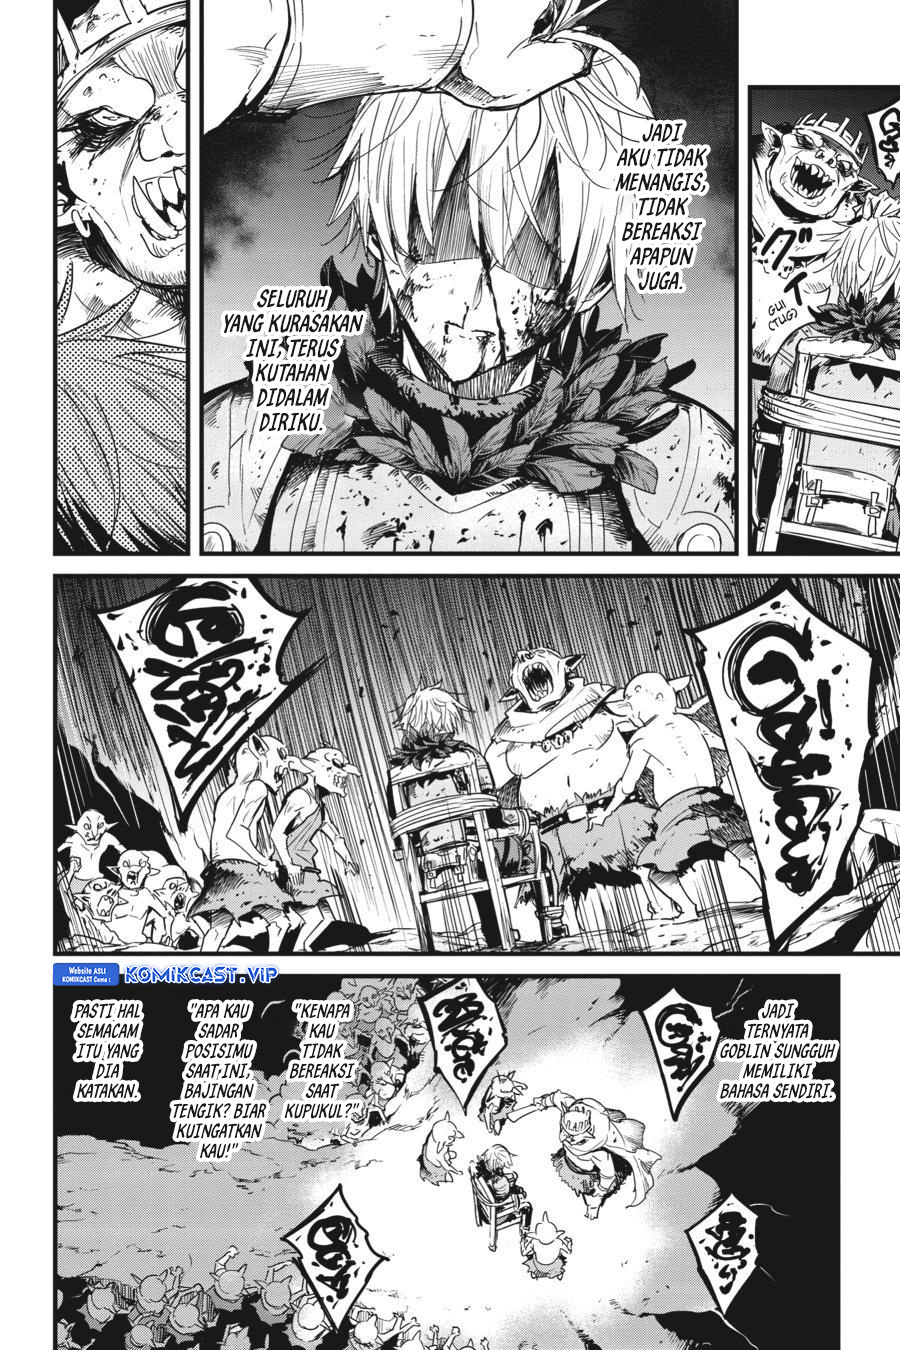 GUI
(TUG)
グイ
JADI
AKU TIDAK
MENANGIS,
TIDAK
BEREAKSI
APAPUN
JUGA.
SELURUH
YANG KURASAKAN
INI, TERUS
KUTAHAN
DIDALAM
DIRIKU.
Website ASLI
KOMIKCAST Cuma :
KOMIKCAST.VIP
JADI
TERNYATA
GOBLIN SUNGGUH
MEMILIKI
BAHASA SENDIRI.
"KENAPA
KAU
TIDAK
BEREAKSI
SAAT
KUPUKUL?"
"APA KAU
SADAR
POSISIMU
SAAT INI,
BAJINGAN
TENGIK? BIAR
KUINGATKAN
KAU!"
PASTI HAL
SEMACAM
ITU YANG
DIA
KATAKAN.